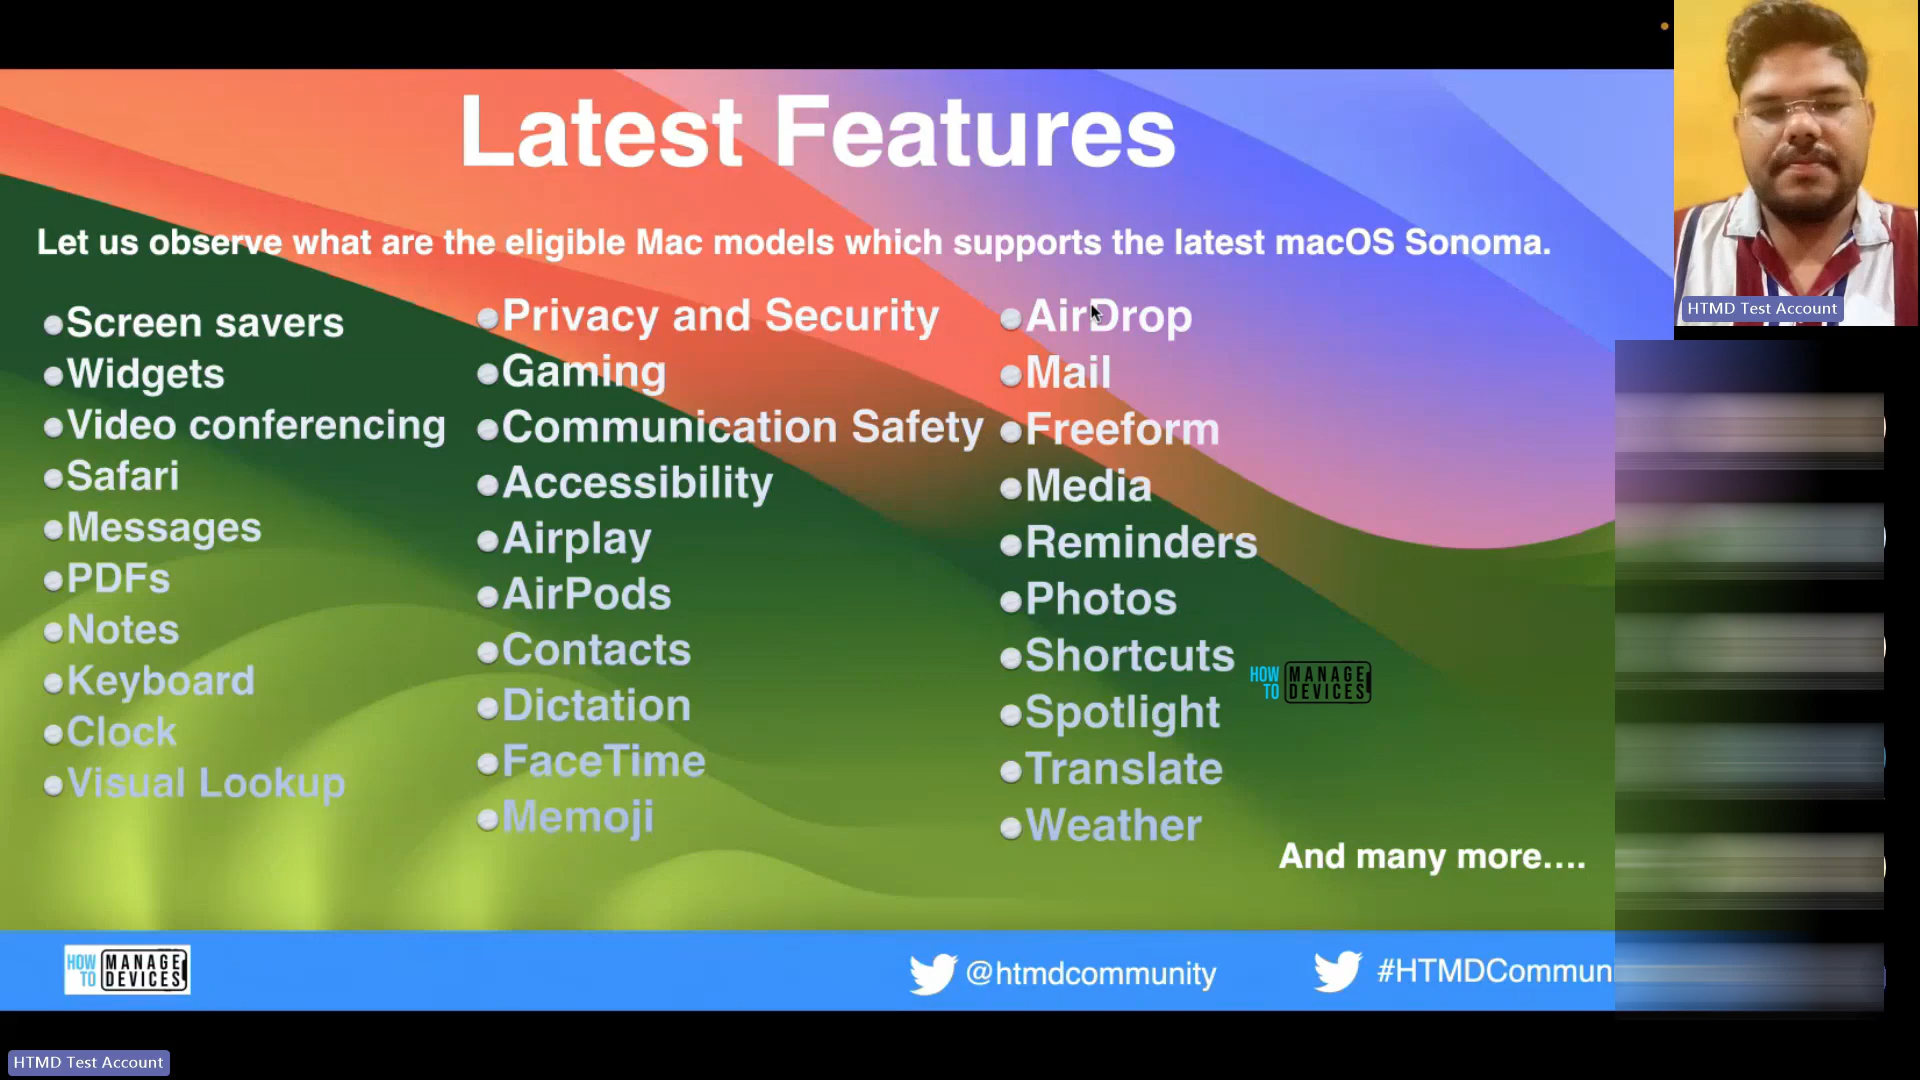 Latest Features
Let us observe what are the eligible Mac models which supports the latest macOS Sonoma.
Screen savers
Widgets
Video conferencing
Safari
Messages
PDFs
Notes
Keyboard
Clock
Visual Lookup
Privacy and Security
Gaming
Communication Safety
Accessibility
Airplay
AirPods
Contacts
Dictation
FaceTime
Memoji
AirDrop
Mail
Freeform
Media
Reminders
Photos
Shortcuts
Spotlight
Translate
Weather
HOW TO MANAGE DEVICES
And many more....
HOW TO MANAGE DEVICES
@htmdcommunity
#HTMDCommun
HTMD Test Account
HTMD Test Account